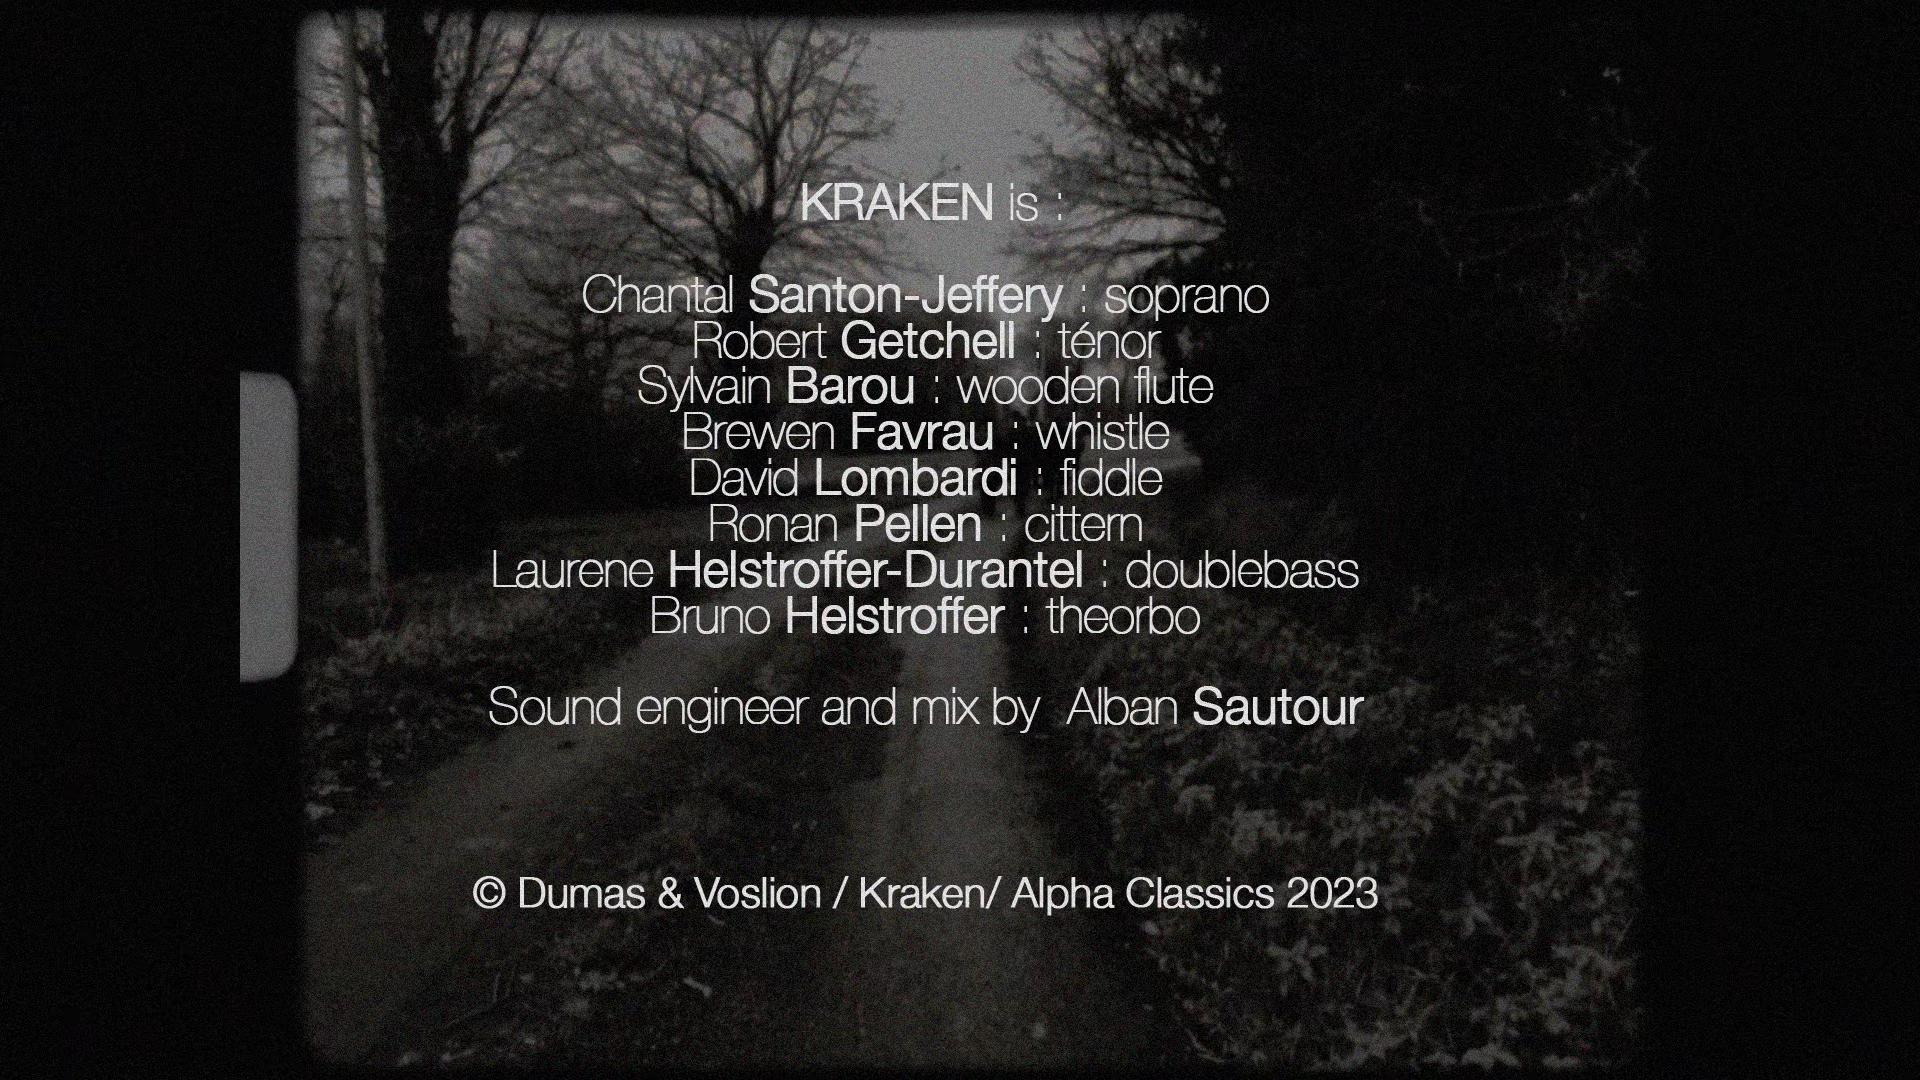 KRAKEN is :
Chantal Santon-Jeffery : soprano
Robert Getchell : ténor
Sylvain Barou : wooden flute
Brewen Favrau : whistle
David Lombardi : fiddle
Ronan Pellen : cittern
Laurene Helstroffer-Durantel : doublebass
Bruno Helstroffer : theorbo
Sound engineer and mix by Alban Sautour
© Dumas & Voslion / Kraken/ Alpha Classics 2023